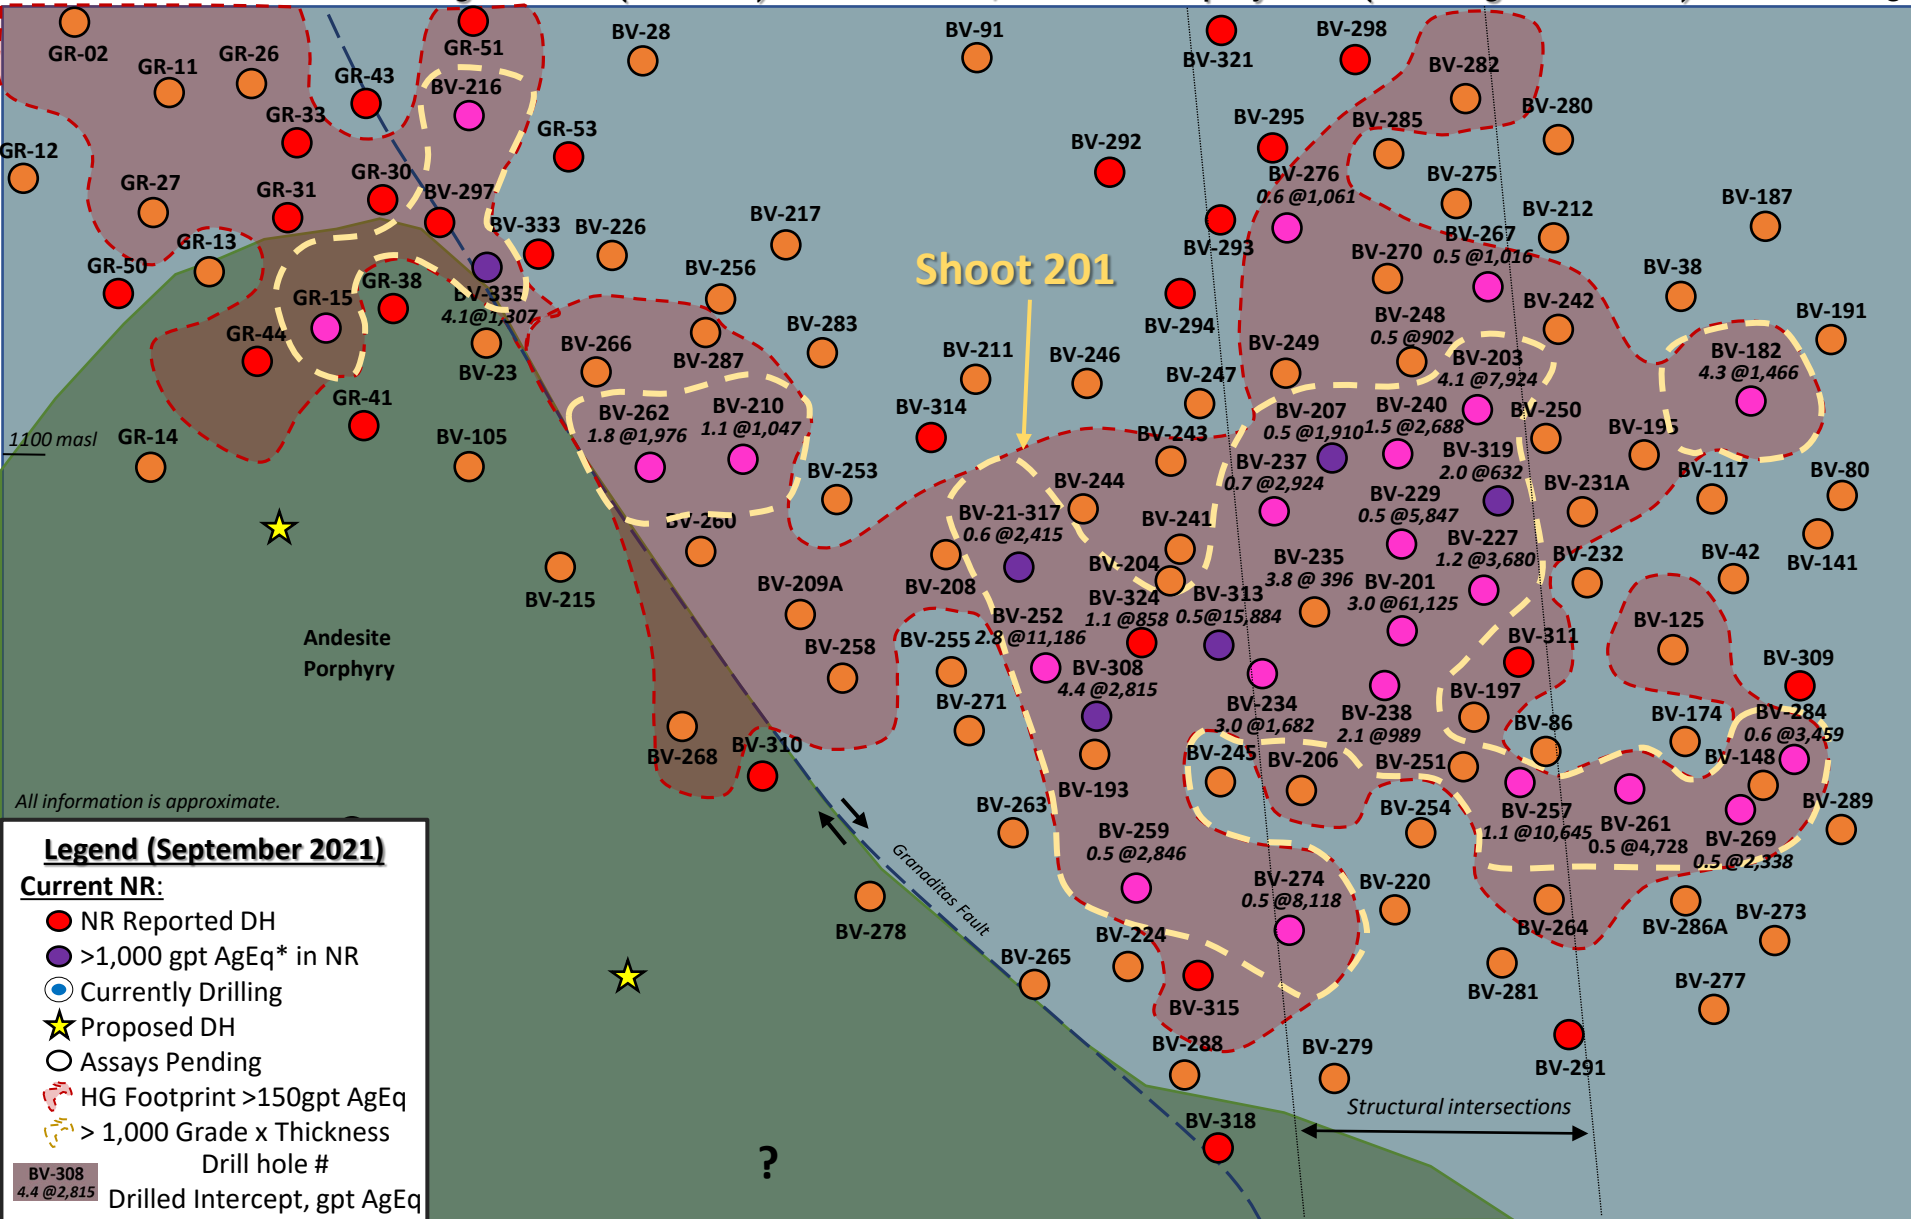 GR-02
GR-11
GR-26
GR-43
GR-51
BV-28
BV-91
BV-321
BV-298
BV-282
BV-216
GR-33
GR-53
BV-295
BV-285
BV-280
GR-12
BV-292
GR-27
GR-31
GR-30
BV-297
BV-276
0.6 @1,061
BV-275
BV-187
BV-333
BV-226
BV-217
BV-212
GR-13
BV-293
BV-267
0.5 @1,016
GR-50
BV-256
Shoot 201
BV-270
BV-38
GR-15
GR-38
BV-335
4.1@1,307
BV-294
BV-248
0.5 @902
BV-242
BV-191
GR-44
BV-23
BV-266
BV-287
BV-283
BV-211
BV-246
BV-249
BV-203
4.1 @7,924
BV-182
4.3 @1,466
GR-41
BV-262
1.8 @1,976
BV-210
1.1 @1,047
BV-314
BV-247
BV-207
0.5 @1,910
BV-240
1.5 @2,688
BV-250
1100 masl
GR-14
BV-105
BV-243
BV-319
2.0 @632
BV-195
BV-253
BV-237
0.7 @2,924
BV-117
BV-80
BV-244
BV-229
0.5 @5,847
BV-231A
BV-21-317
0.6 @2,415
BV-260
BV-241
BV-227
1.2 @3,680
BV-232
BV-42
BV-141
BV-204
BV-235
3.8 @ 396
BV-215
BV-209A
BV-208
BV-201
3.0 @61,125
BV-324
1.1 @858
BV-313
0.5@15,884
BV-252
2.8 @11,186
BV-125
Andesite
Porphyry
BV-258
BV-255
BV-311
BV-309
BV-308
4.4 @2,815
BV-271
BV-234
3.0 @1,682
BV-238
2.1 @989
BV-197
BV-86
BV-174
BV-284
0.6 @3,459
BV-268
BV-310
BV-245
BV-206
BV-251
BV-148
BV-193
All information is approximate.
BV-263
BV-254
BV-257
1.1 @10,645
BV-261
0.5 @4,728
BV-269
0.5 @2,338
BV-289
BV-259
0.5 @2,846
Granaditas Fault
BV-274
0.5 @8,118
BV-220
BV-278
BV-264
BV-286A
BV-273
BV-224
BV-265
BV-281
BV-277
BV-315
BV-288
BV-279
BV-291
Structural intersections
BV-318
?
Legend (September 2021)
Current NR:
NR Reported DH
>1,000 gpt AgEq* in NR
Currently Drilling
Proposed DH
Assays Pending
HG Footprint >150gpt AgEq
> 1,000 Grade x Thickness
Drill hole #
BV-308
4.4 @2,815
Drilled Intercept, gpt AgEq